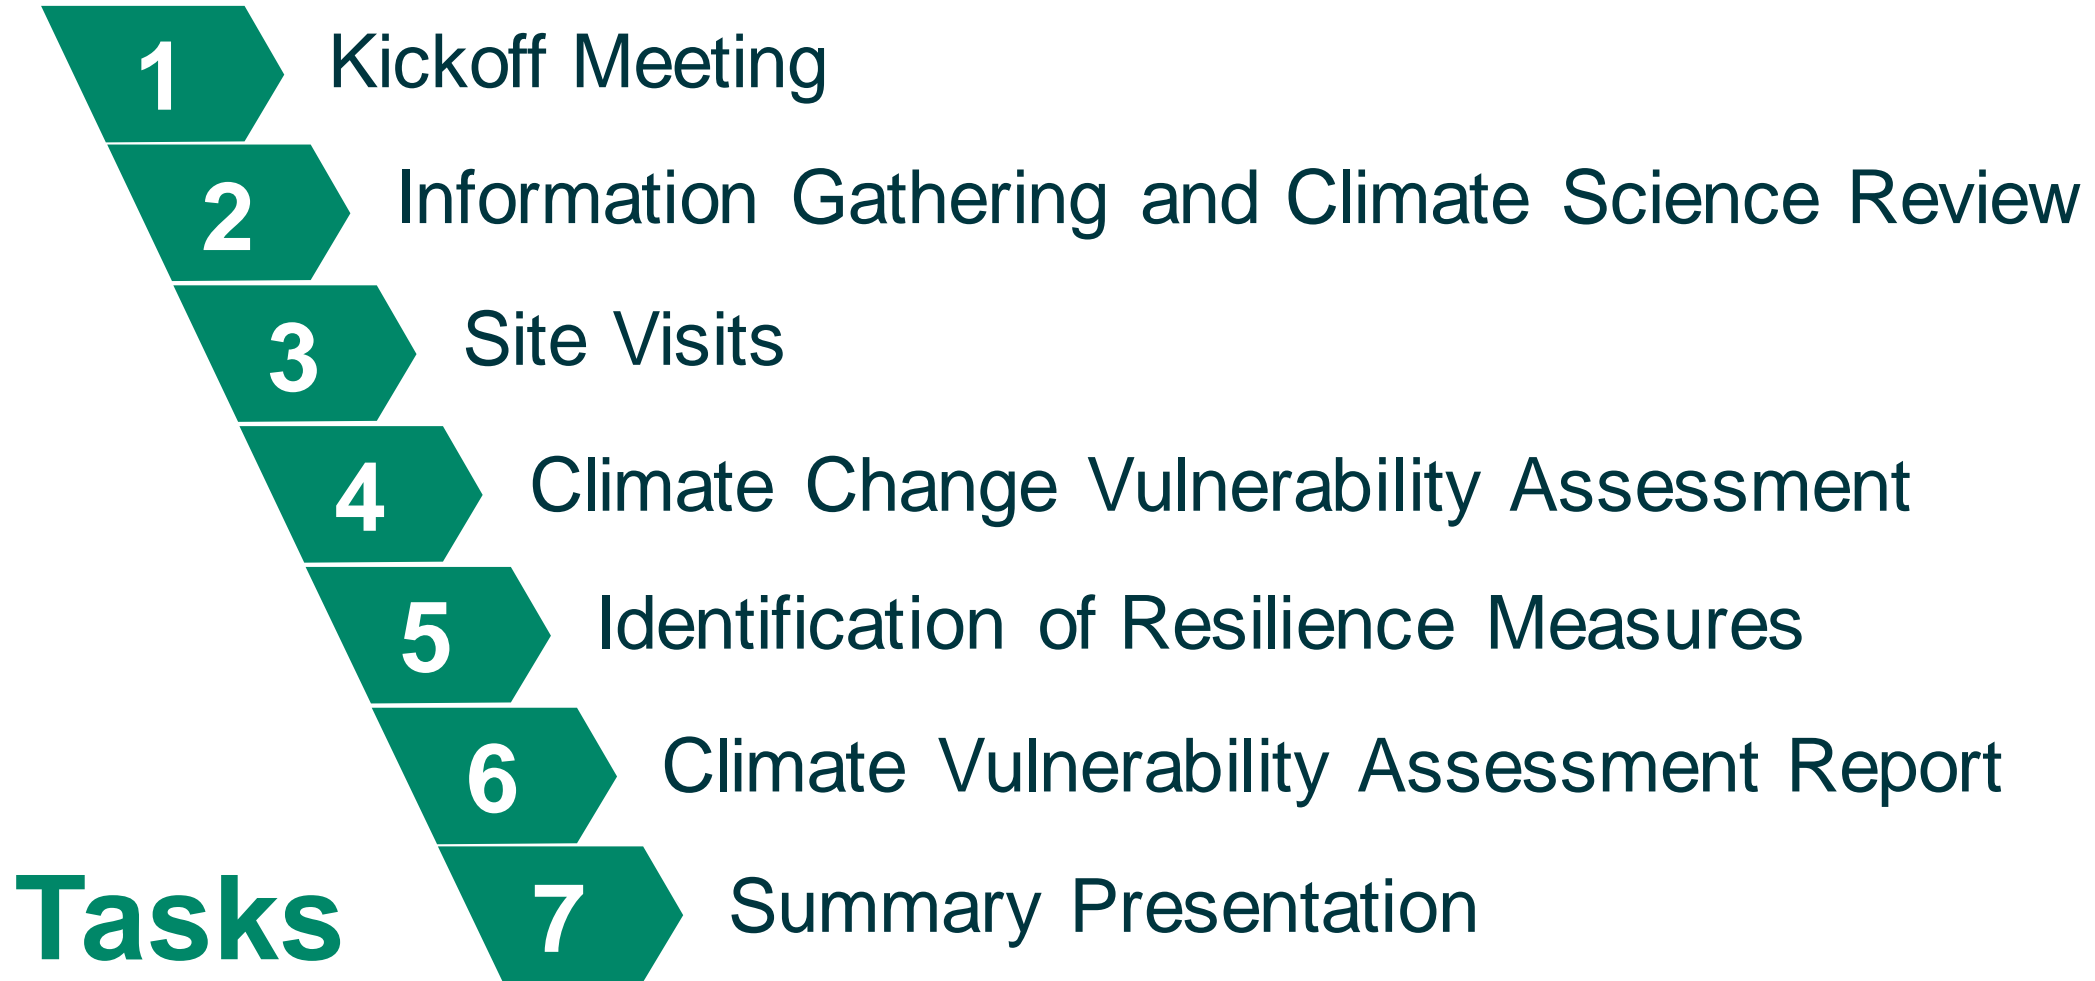 1 Kickoff Meeting
2 Information Gathering and Climate Science Review
3 Site Visits
4 Climate Change Vulnerability Assessment
5 Identification of Resilience Measures
6 Climate Vulnerability Assessment Report
7 Summary Presentation
Tasks